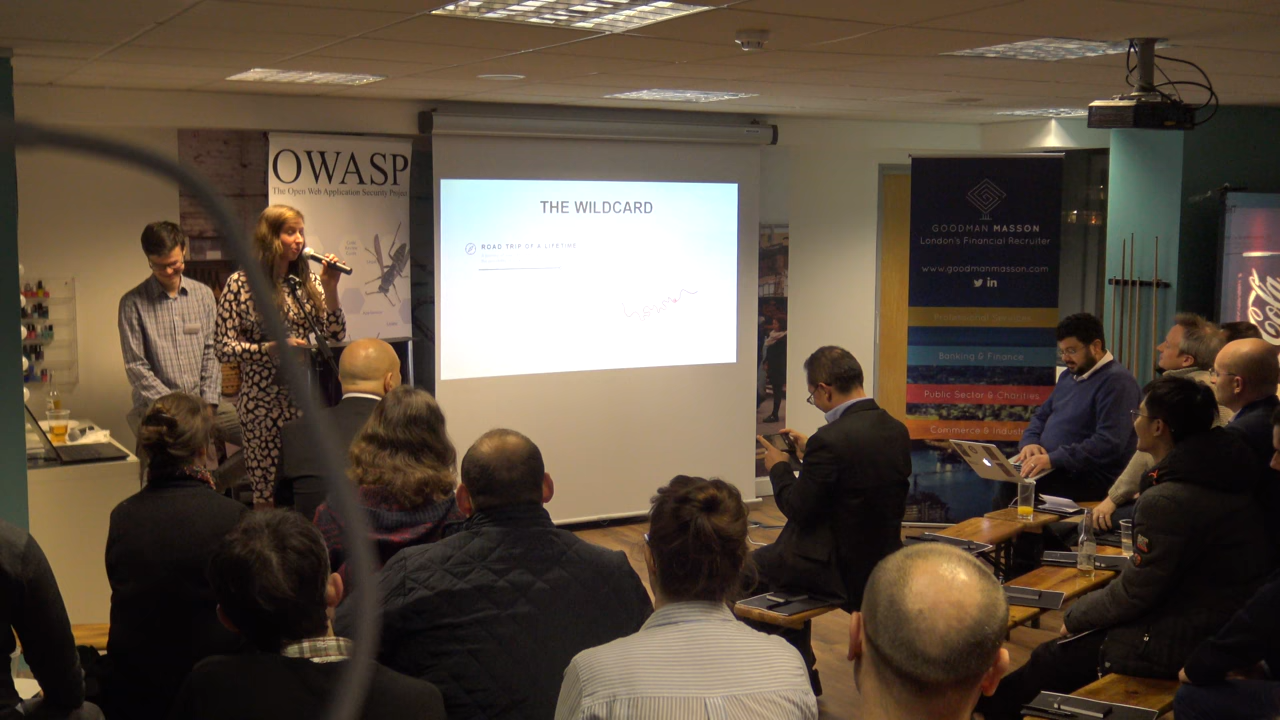 OWASP
The Open Web Application Security Project
THE WILDCARD
ROAD TRIP OF A LIFETIME
GOODMAN MASSON
London's Financial Recruiter
www.goodmanmasson.com
in
Professional Services
Banking & Finance
Public Sector & Charities
Commerce & Industry